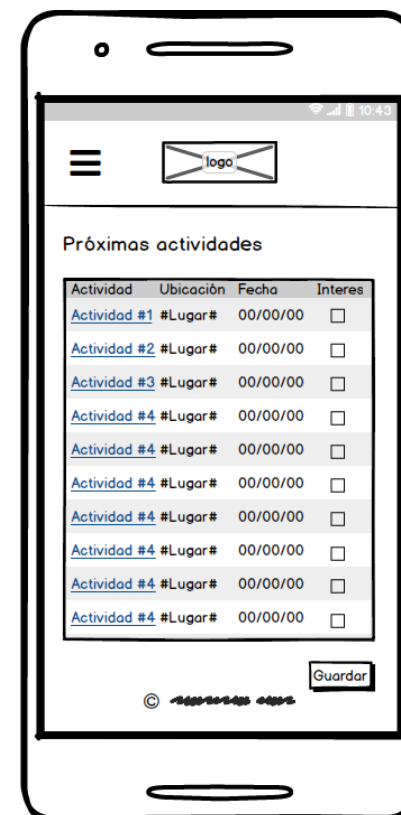 10:43
logo
Próximas actividades
Actividad Ubicación Fecha Interes
Actividad #1 #Lugar# 00/00/00
Actividad #2 #Lugar# 00/00/00
Actividad #3 #Lugar# 00/00/00
Actividad #4 #Lugar# 00/00/00
Actividad #4 #Lugar# 00/00/00
Actividad #4 #Lugar# 00/00/00
Actividad #4 #Lugar# 00/00/00
Actividad #4 #Lugar# 00/00/00
Actividad #4 #Lugar# 00/00/00
Actividad #4 #Lugar# 00/00/00
Guardar
©